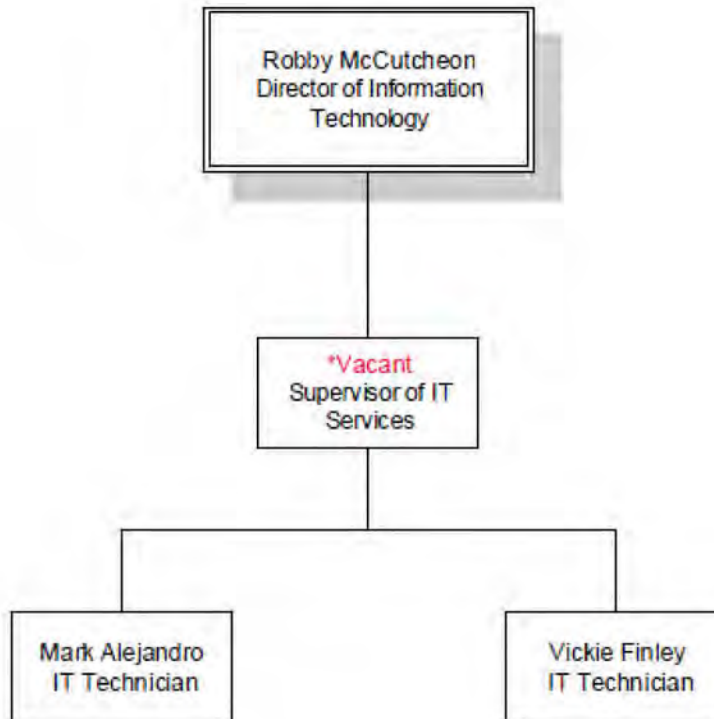 Robby McCutcheon
Director of Information
Technology
*Vacant
Supervisor of IT
Services
Mark Alejandro
IT Technician
Vickie Finley
IT Technician